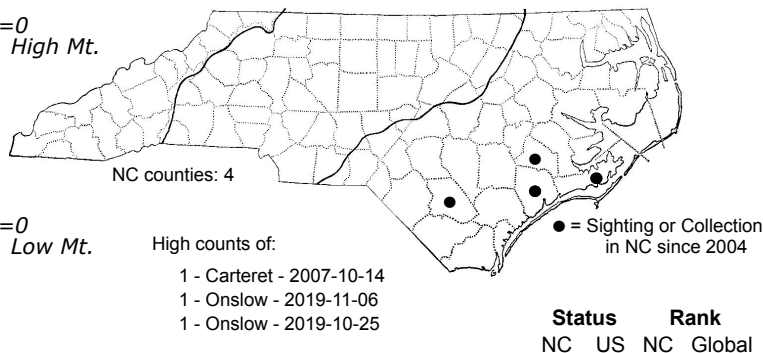 =0
High Mt.
NC counties: 4
=0
Low Mt.
High counts of:
1 - Carteret - 2007-10-14
1 - Onslow - 2019-11-06
1 - Onslow - 2019-10-25
● = Sighting or Collection
in NC since 2004
Status Rank
NC US NC Global